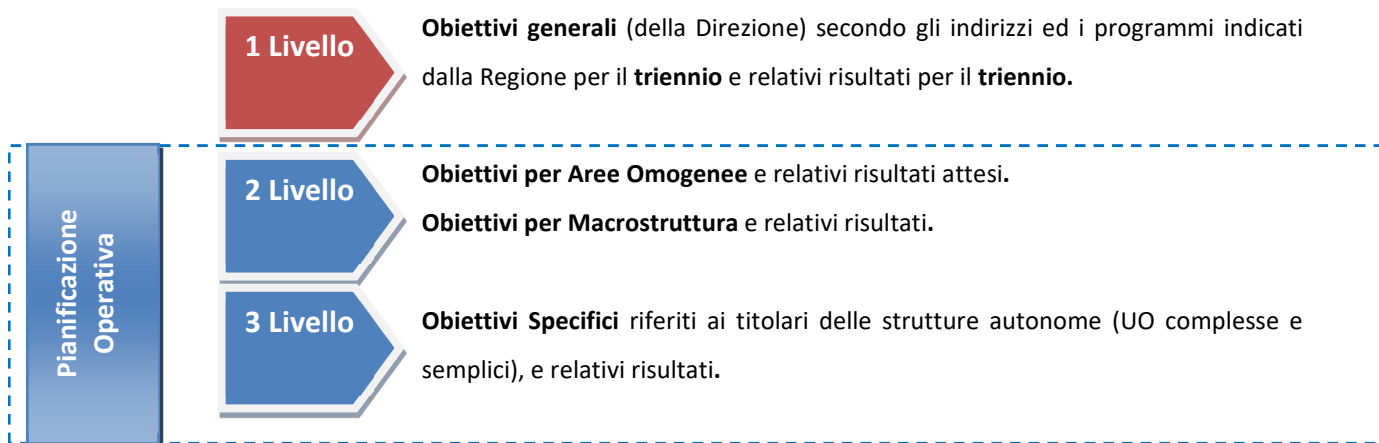 1 Livello
Obiettivi generali (della Direzione) secondo gli indirizzi ed i programmi indicati
dalla Regione per il triennio e relativi risultati per il triennio.
Pianificazione
Operativa
2 Livello
Obiettivi per Aree Omogenee e relativi risultati attesi.
Obiettivi per Macrostruttura e relativi risultati.
3 Livello
Obiettivi Specifici riferiti ai titolari delle strutture autonome (UO complesse e
semplici), e relativi risultati.